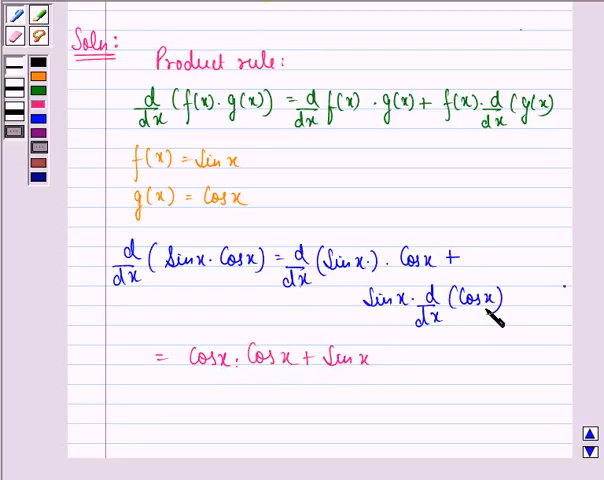 Soln:
Product rule:
d/dx (f(x) · g(x)) = d/dx f(x) · g(x) + f(x) · d/dx (g(x)
f(x) = Sin x
g(x) = Cos x
d/dx (Sin x · Cos x) = d/dx (Sin x ·) · Cos x +
Sin x · d/dx (Cos x)
= Cos x · Cos x + Sin x